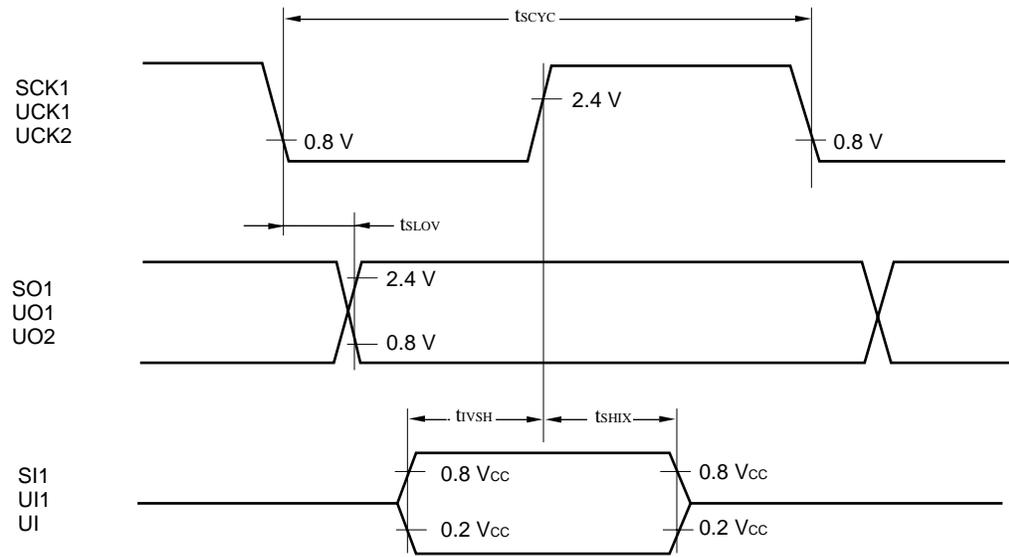 tSCYC
SCK1
UCK1
UCK2
2.4 V
0.8 V
0.8 V
tSLOV
SO1
UO1
UO2
2.4 V
0.8 V
tIVSH
tSHIX
SI1
UI1
UI
0.8 VCC
0.8 VCC
0.2 VCC
0.2 VCC